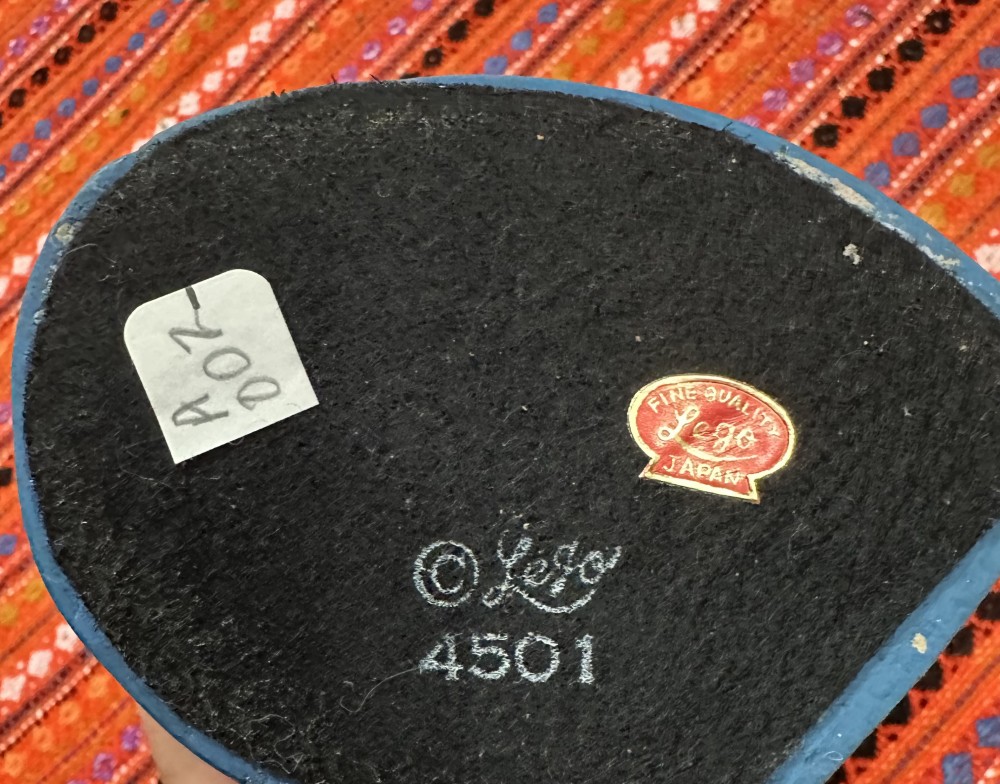 A
002-
FINE QUALITY
Lego
JAPAN
© Lego
4501